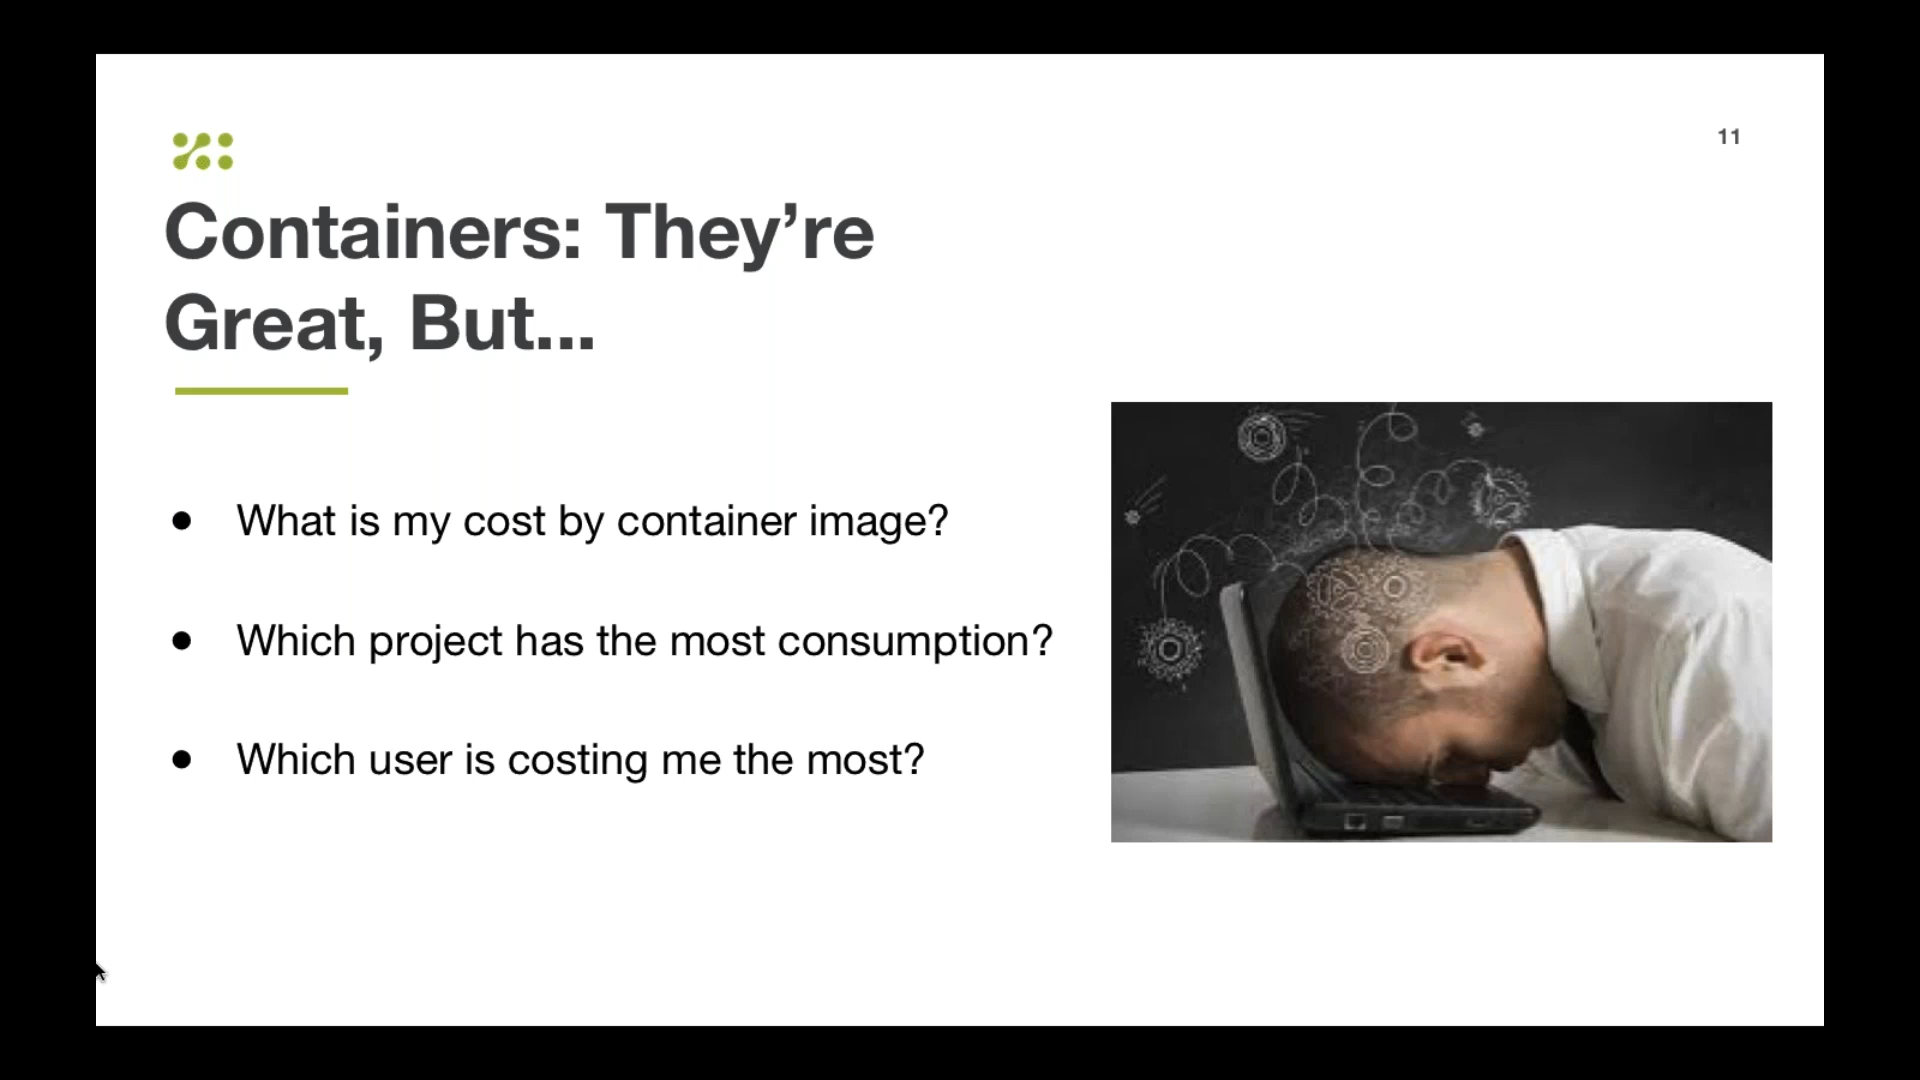 11
Containers: They’re
Great, But...
● What is my cost by container image?
● Which project has the most consumption?
● Which user is costing me the most?